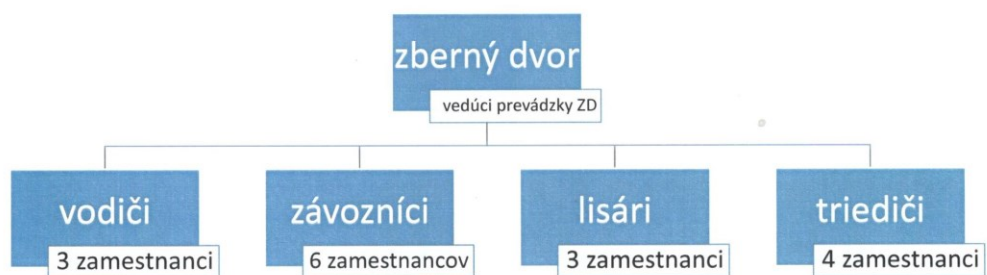 zberný dvor
vedúci prevádzky ZD
vodiči
3 zamestnanci
závozníci
6 zamestnancov
lisári
3 zamestnanci
triediči
4 zamestnanci